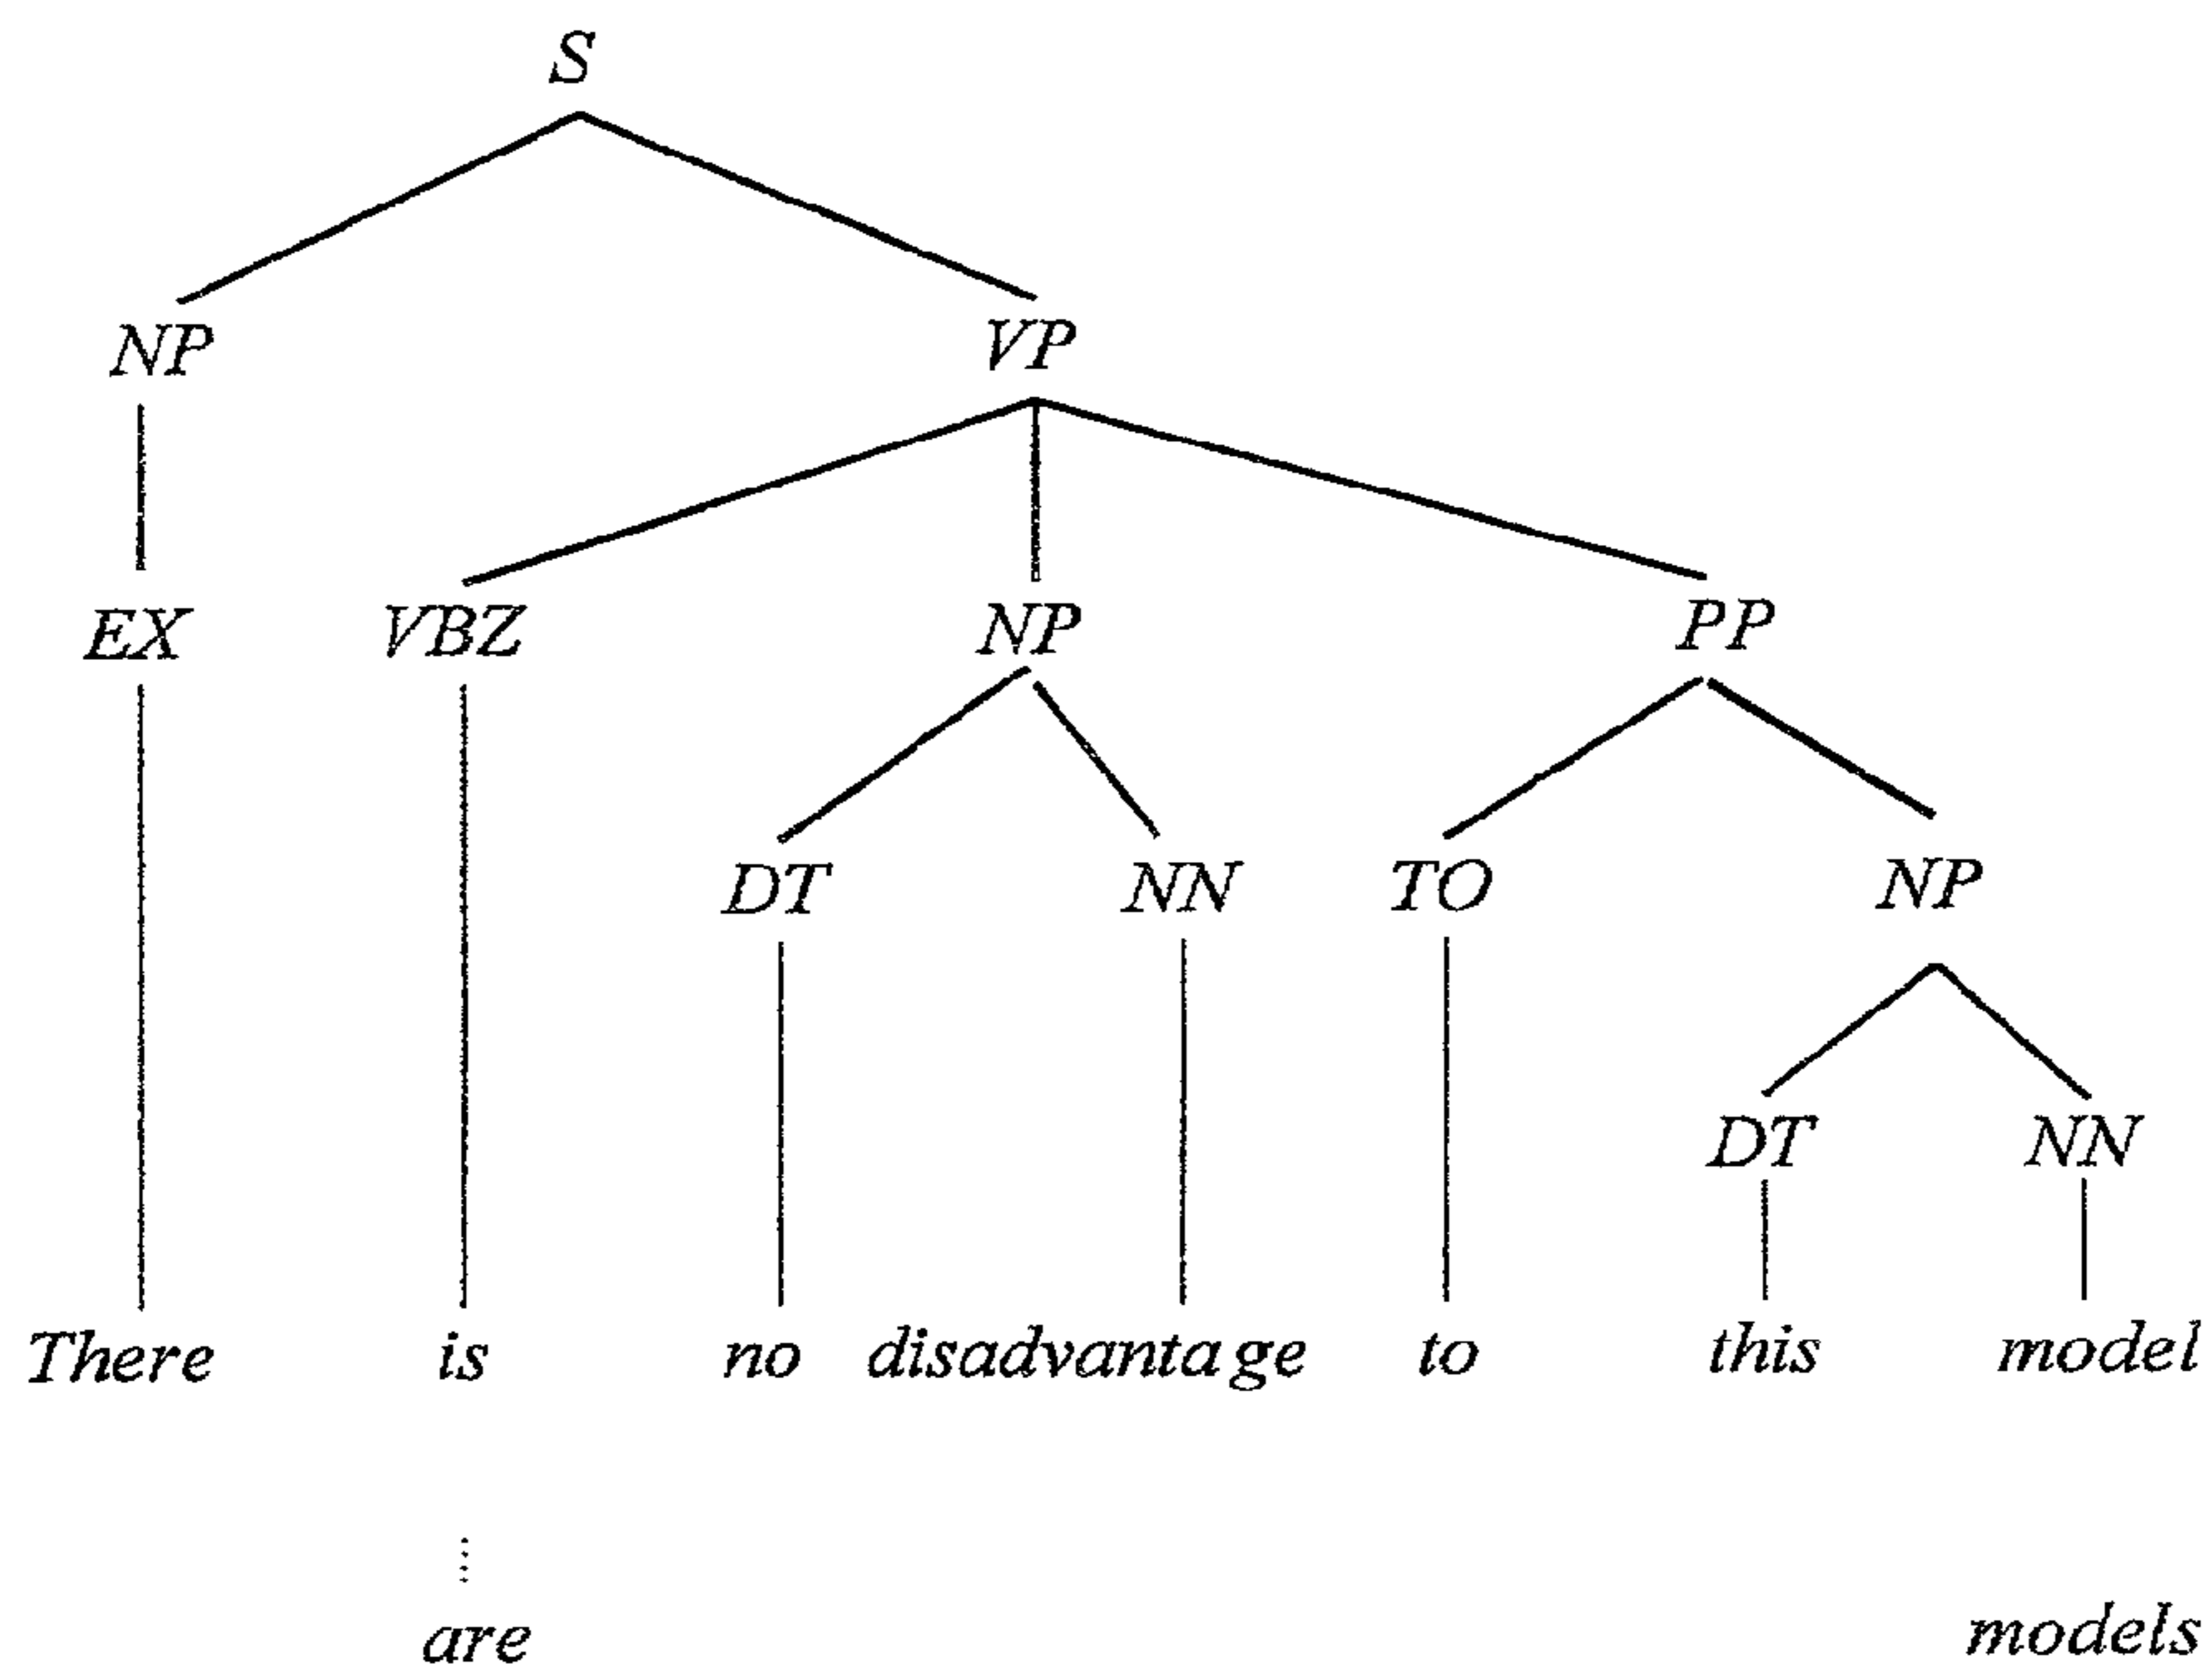 S
NP VP
EX VBZ NP PP
DT NN TO NP
DT NN
There is no disadvantage to this model
are models